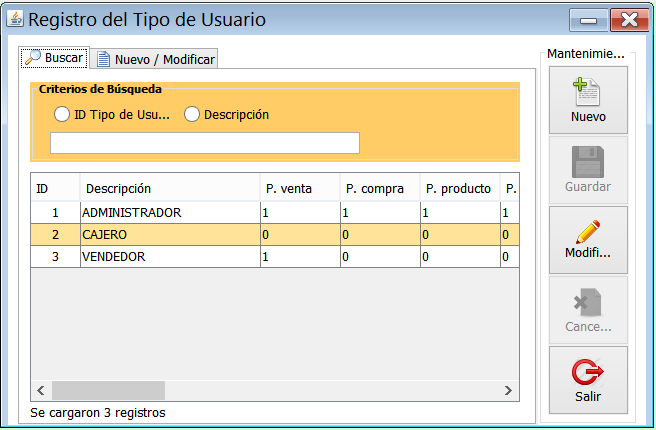 Registro del Tipo de Usuario
Buscar
Nuevo / Modificar
Mantenimie...
Criterios de Búsqueda
ID Tipo de Usu...
Descripción
Nuevo
Guardar
Modifi...
Cance...
Salir
ID Descripción P. venta P. compra P. producto P.
1 ADMINISTRADOR 1 1 1 1
2 CAJERO 0 0 0 0
3 VENDEDOR 1 0 0 0
Se cargaron 3 registros